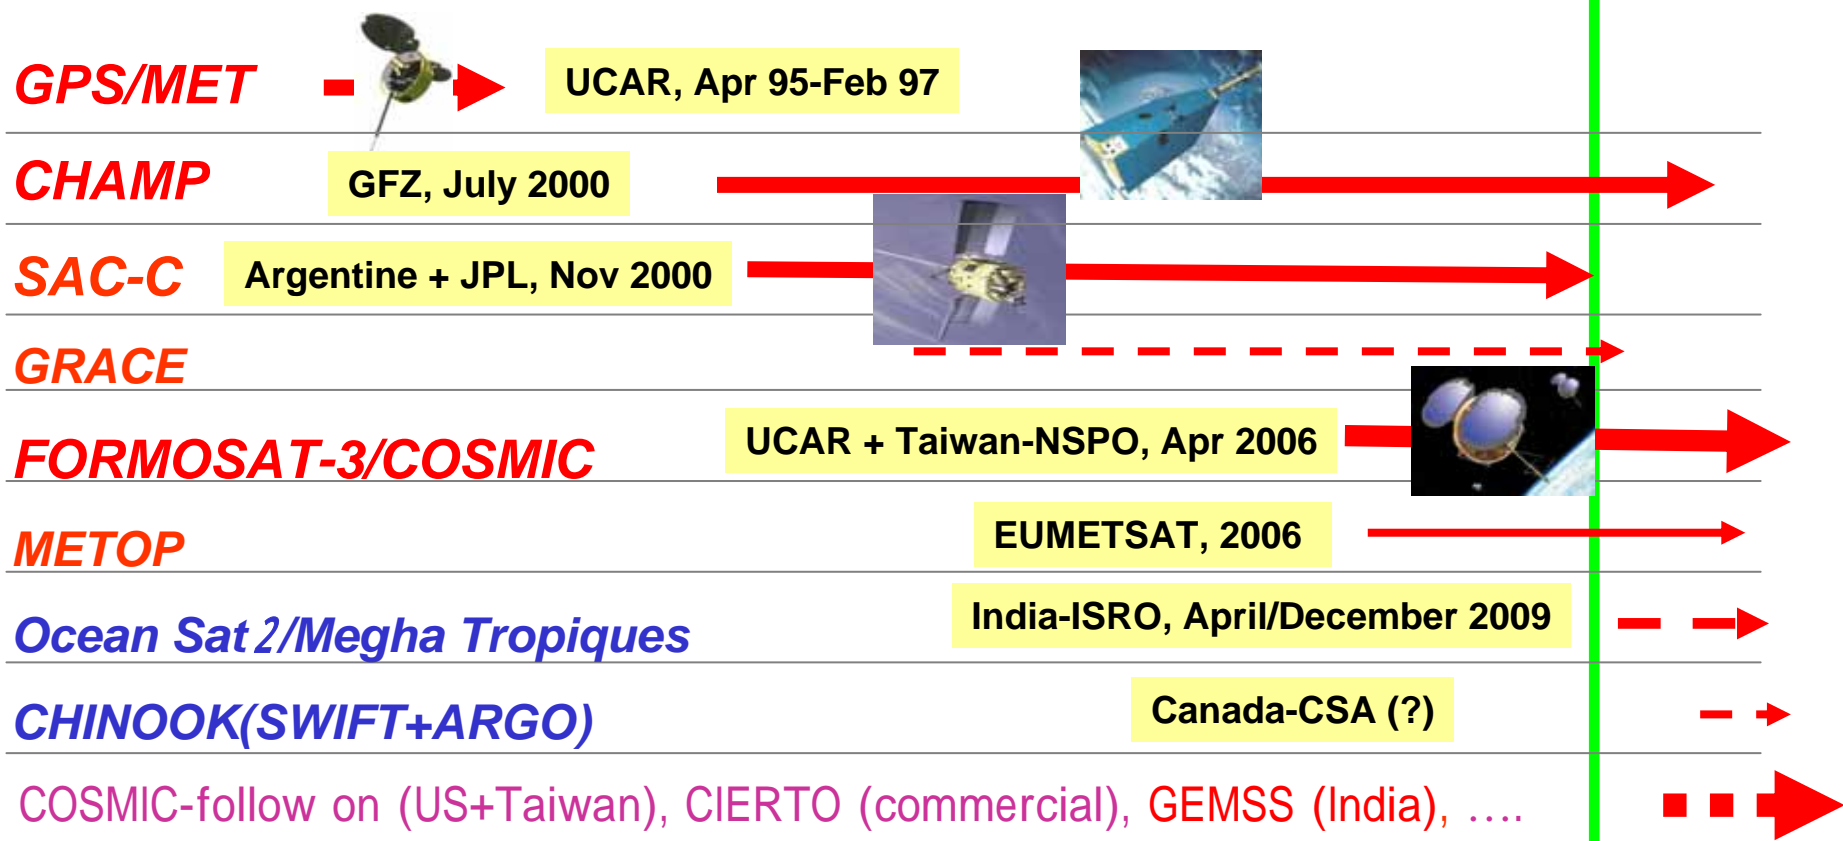 GPS/MET UCAR, Apr 95-Feb 97
CHAMP GFZ, July 2000
SAC-C Argentine + JPL, Nov 2000
GRACE
FORMOSAT-3/COSMIC UCAR + Taiwan-NSPO, Apr 2006
METOP EUMETSAT, 2006
Ocean Sat 2/Megha Tropiques India-ISRO, April/December 2009
CHINOOK(SWIFT+ARGO) Canada-CSA (?)
COSMIC-follow on (US+Taiwan), CIERTO (commercial), GEMSS (India), ….